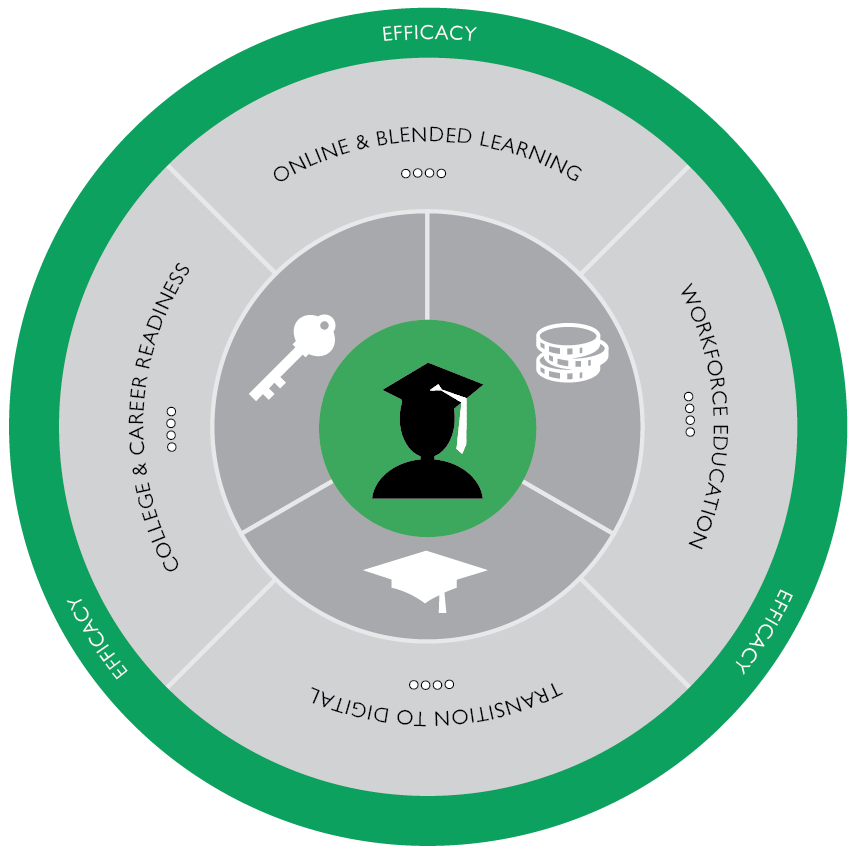 EFFICACY
ONLINE & BLENDED LEARNING
COLLEGE & CAREER READINESS
WORKFORCE EDUCATION
TRANSITION TO DIGITAL
EFFICACY
EFFICACY